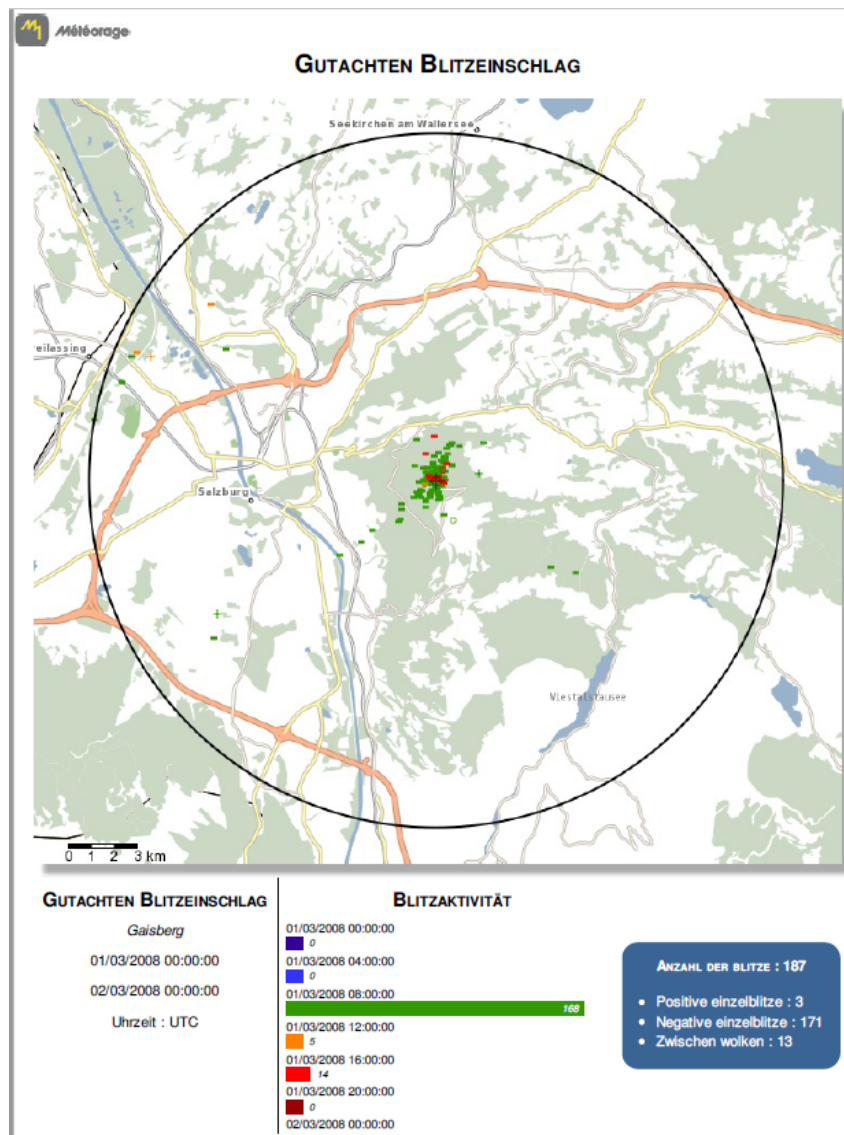 Météorage
GUTACHTEN BLITZEINSCHLAG
Seekirchen am Wallersee
eilassing
Salzburg
Wiestalstausee
0 1 2 3 km
GUTACHTEN BLITZEINSCHLAG
Gaisberg
01/03/2008 00:00:00
02/03/2008 00:00:00
Uhrzeit : UTC
BLITZAKTIVITÄT
01/03/2008 00:00:00
0
01/03/2008 04:00:00
0
01/03/2008 08:00:00
168
01/03/2008 12:00:00
5
01/03/2008 16:00:00
14
01/03/2008 20:00:00
0
02/03/2008 00:00:00
ANZAHL DER BLITZE : 187
• Positive einzelblitze : 3
• Negative einzelblitze : 171
• Zwischen wolken : 13